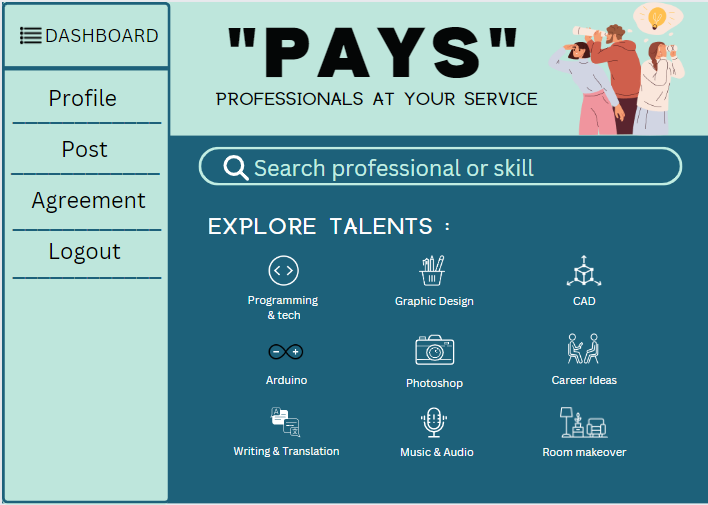 DASHBOARD
Profile
Post
Agreement
Logout
"PAYS"
PROFESSIONALS AT YOUR SERVICE
Search professional or skill
EXPLORE TALENTS :
Programming
& tech
Graphic Design
CAD
Arduino
Photoshop
Career Ideas
Writing & Translation
Music & Audio
Room makeover